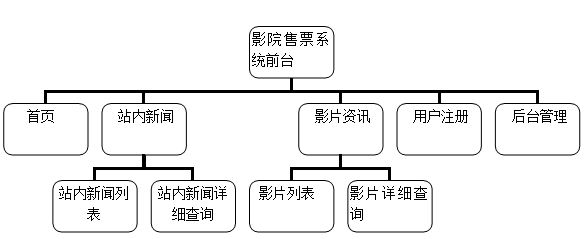 影院售票系
统前台
首页
站内新闻
影片资讯
用户注册
后台管理
站内新闻列
表
站内新闻详
细查询
影片列表
影片详细查
询